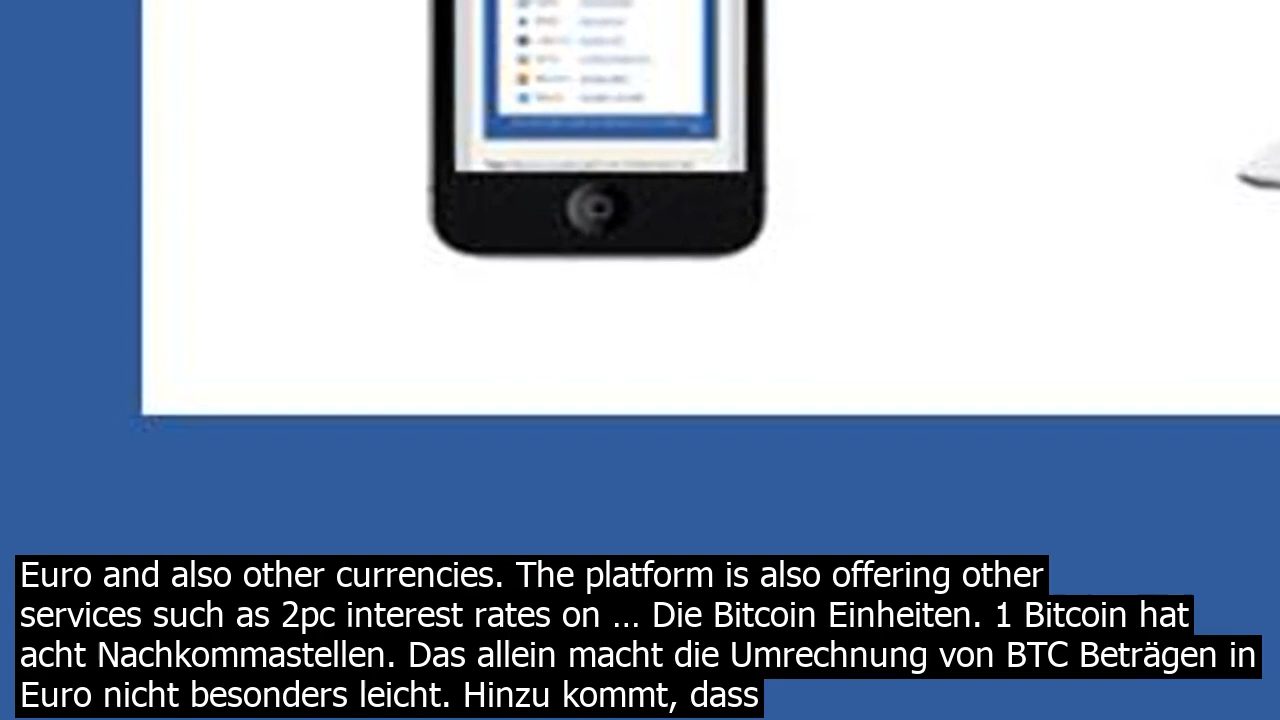 Euro and also other currencies. The platform is also offering other
services such as 2pc interest rates on ... Die Bitcoin Einheiten. 1 Bitcoin hat
acht Nachkommastellen. Das allein macht die Umrechnung von BTC Beträgen in
Euro nicht besonders leicht. Hinzu kommt, dass